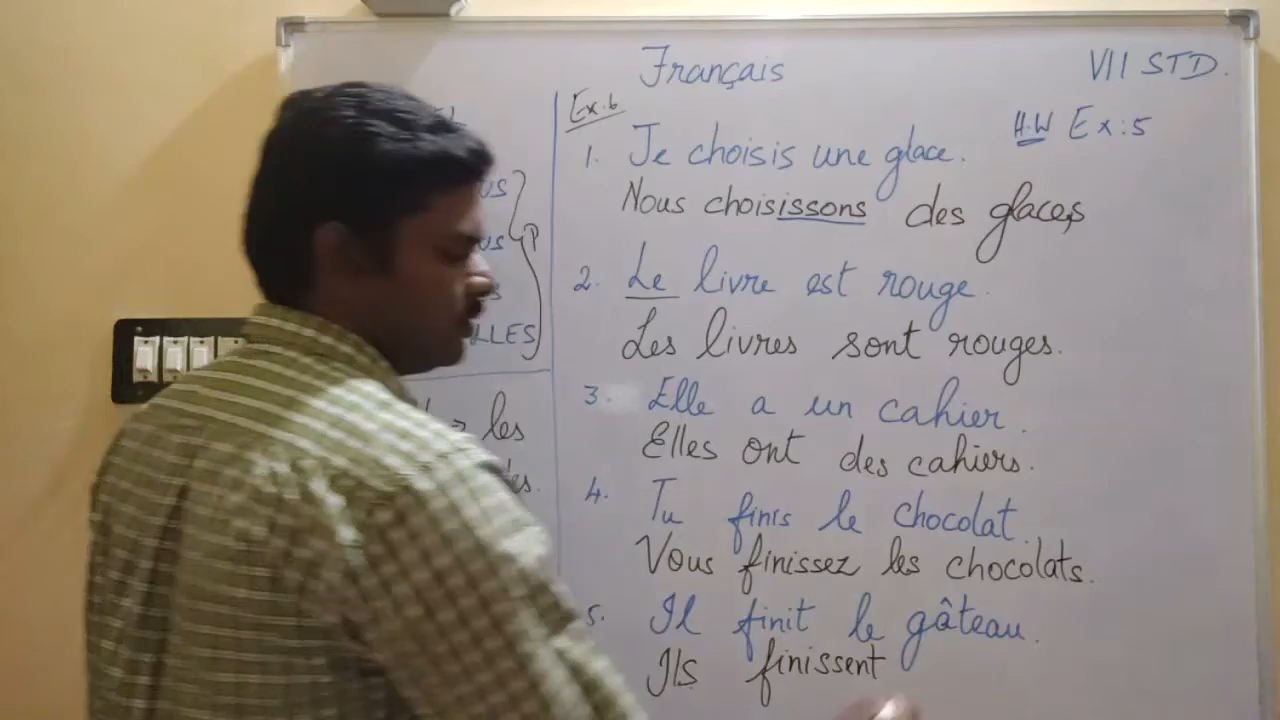 Français
VII STD.
Ex.6
H.W Ex:5
1. Je choisis une glace.
Nous choisissons des glaces
2. Le livre est rouge.
Les livres sont rouges.
3. Elle a un cahier.
Elles ont des cahiers.
4. Tu finis le chocolat.
Vous finissez les chocolats.
5. Il finit le gâteau.
Ils finissent
P
→ les